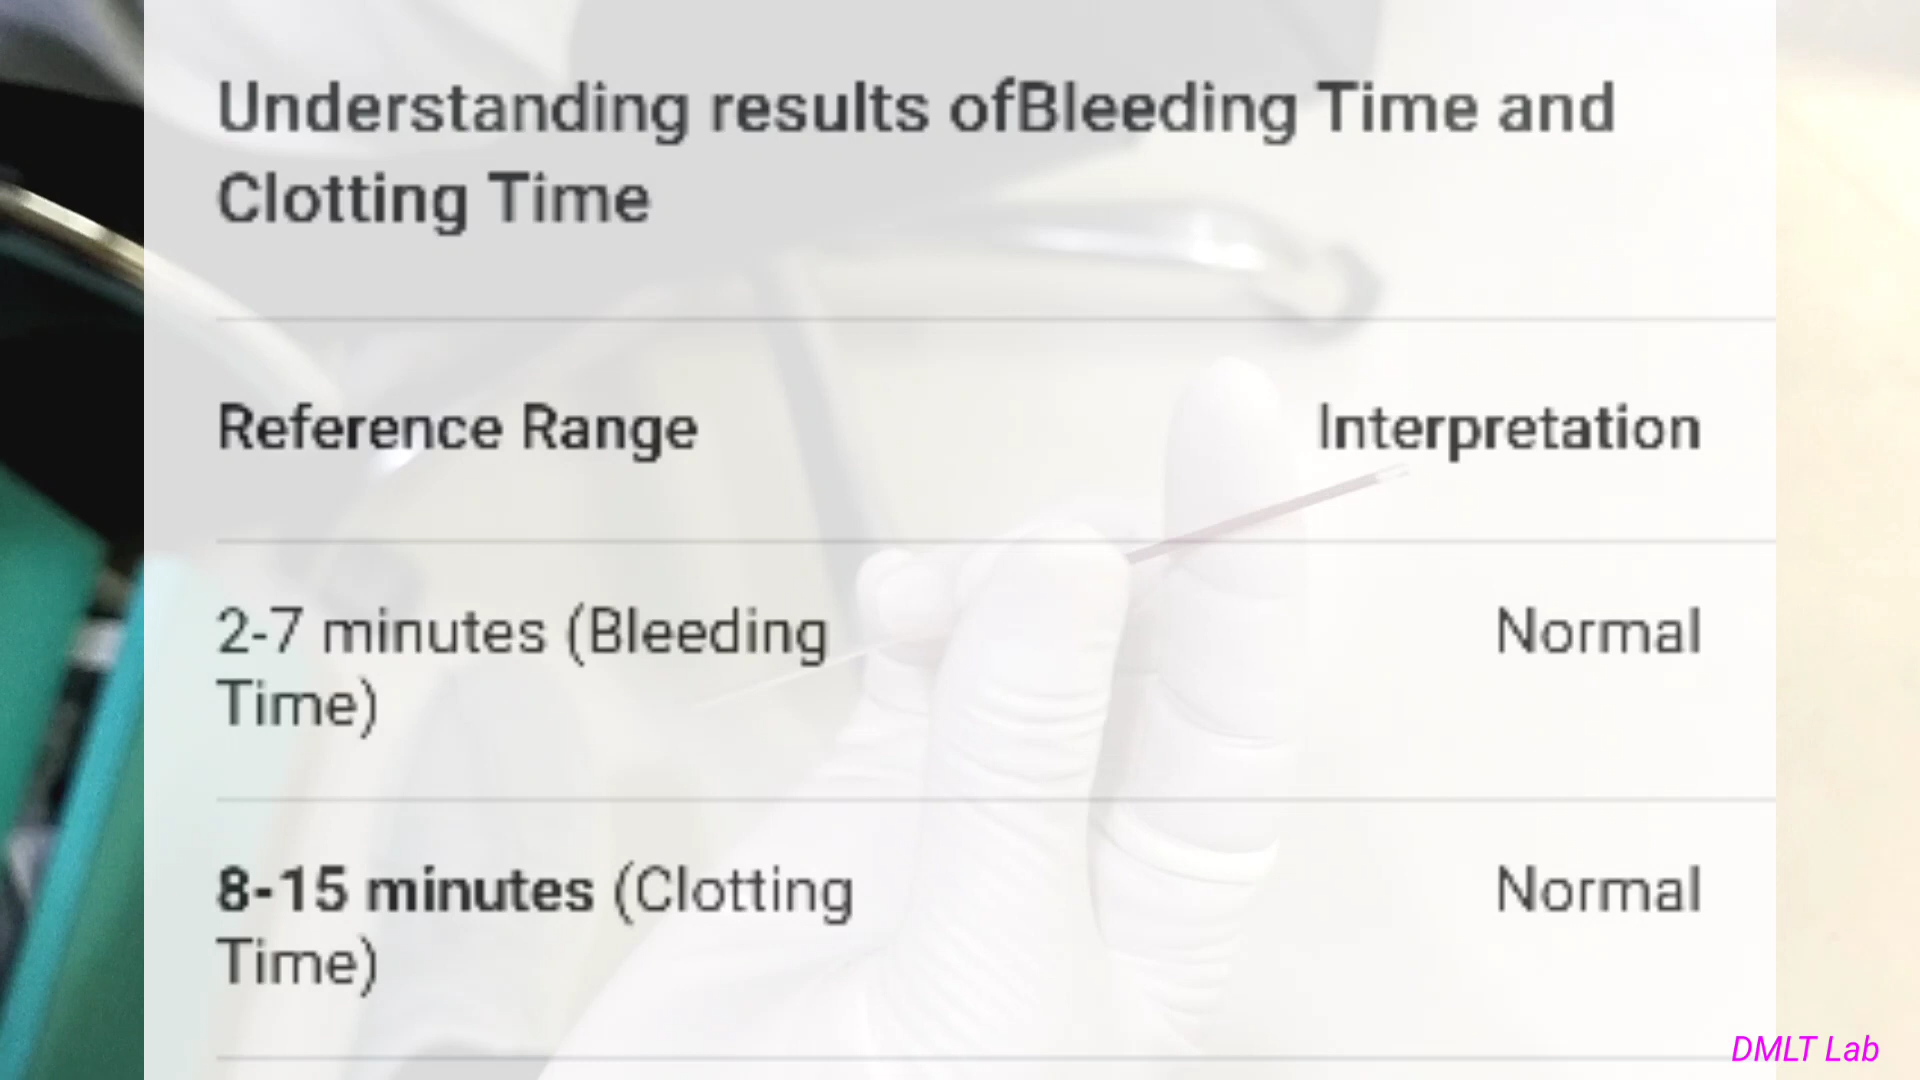 Understanding results ofBleeding Time and
Clotting Time
Reference Range
Interpretation
2-7 minutes (Bleeding
Time)
Normal
8-15 minutes (Clotting
Time)
Normal
DMLT Lab